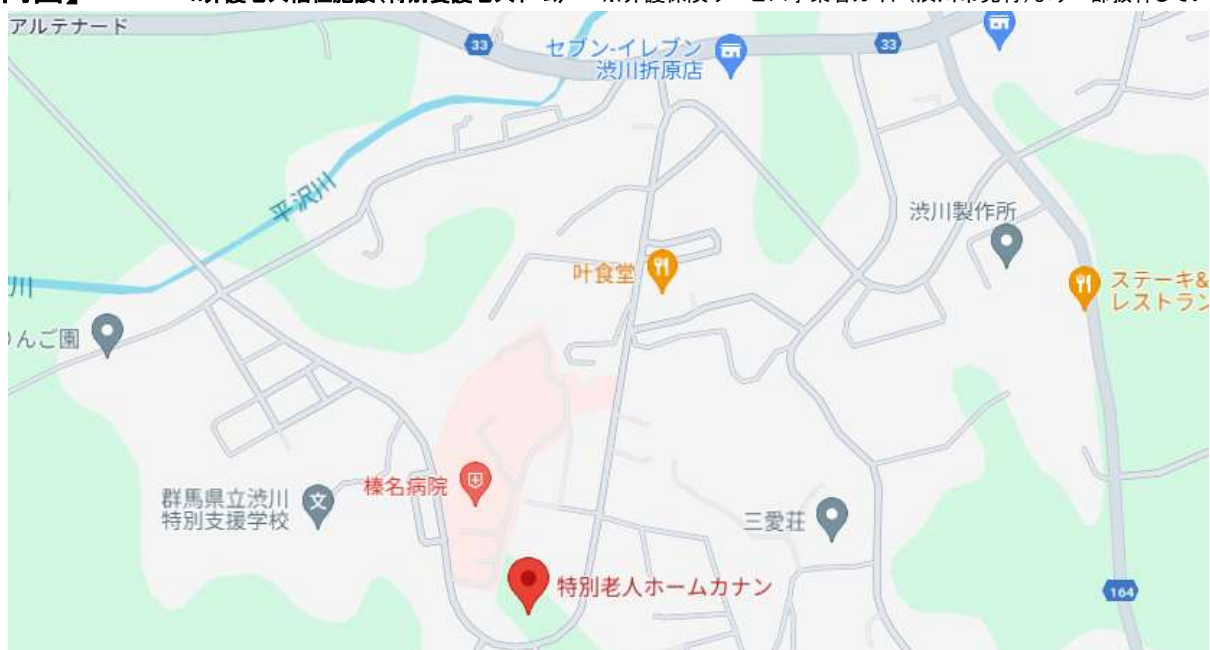 アルテナード
33
セブン-イレブン
渋川折原店
33
平沢川
渋川製作所
叶食堂
ステーキ&
レストラン
川
んご園
榛名病院
群馬県立渋川
特別支援学校
三愛荘
特別老人ホームカナン
164